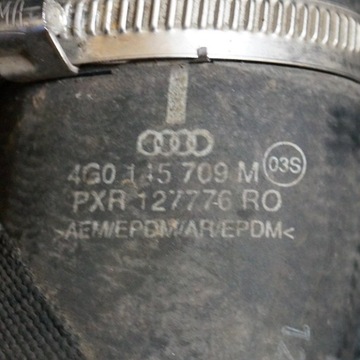 4G0 145 709 M 03S
PXR 127776 RO
>AEM/EPDM/AR/EPDM<